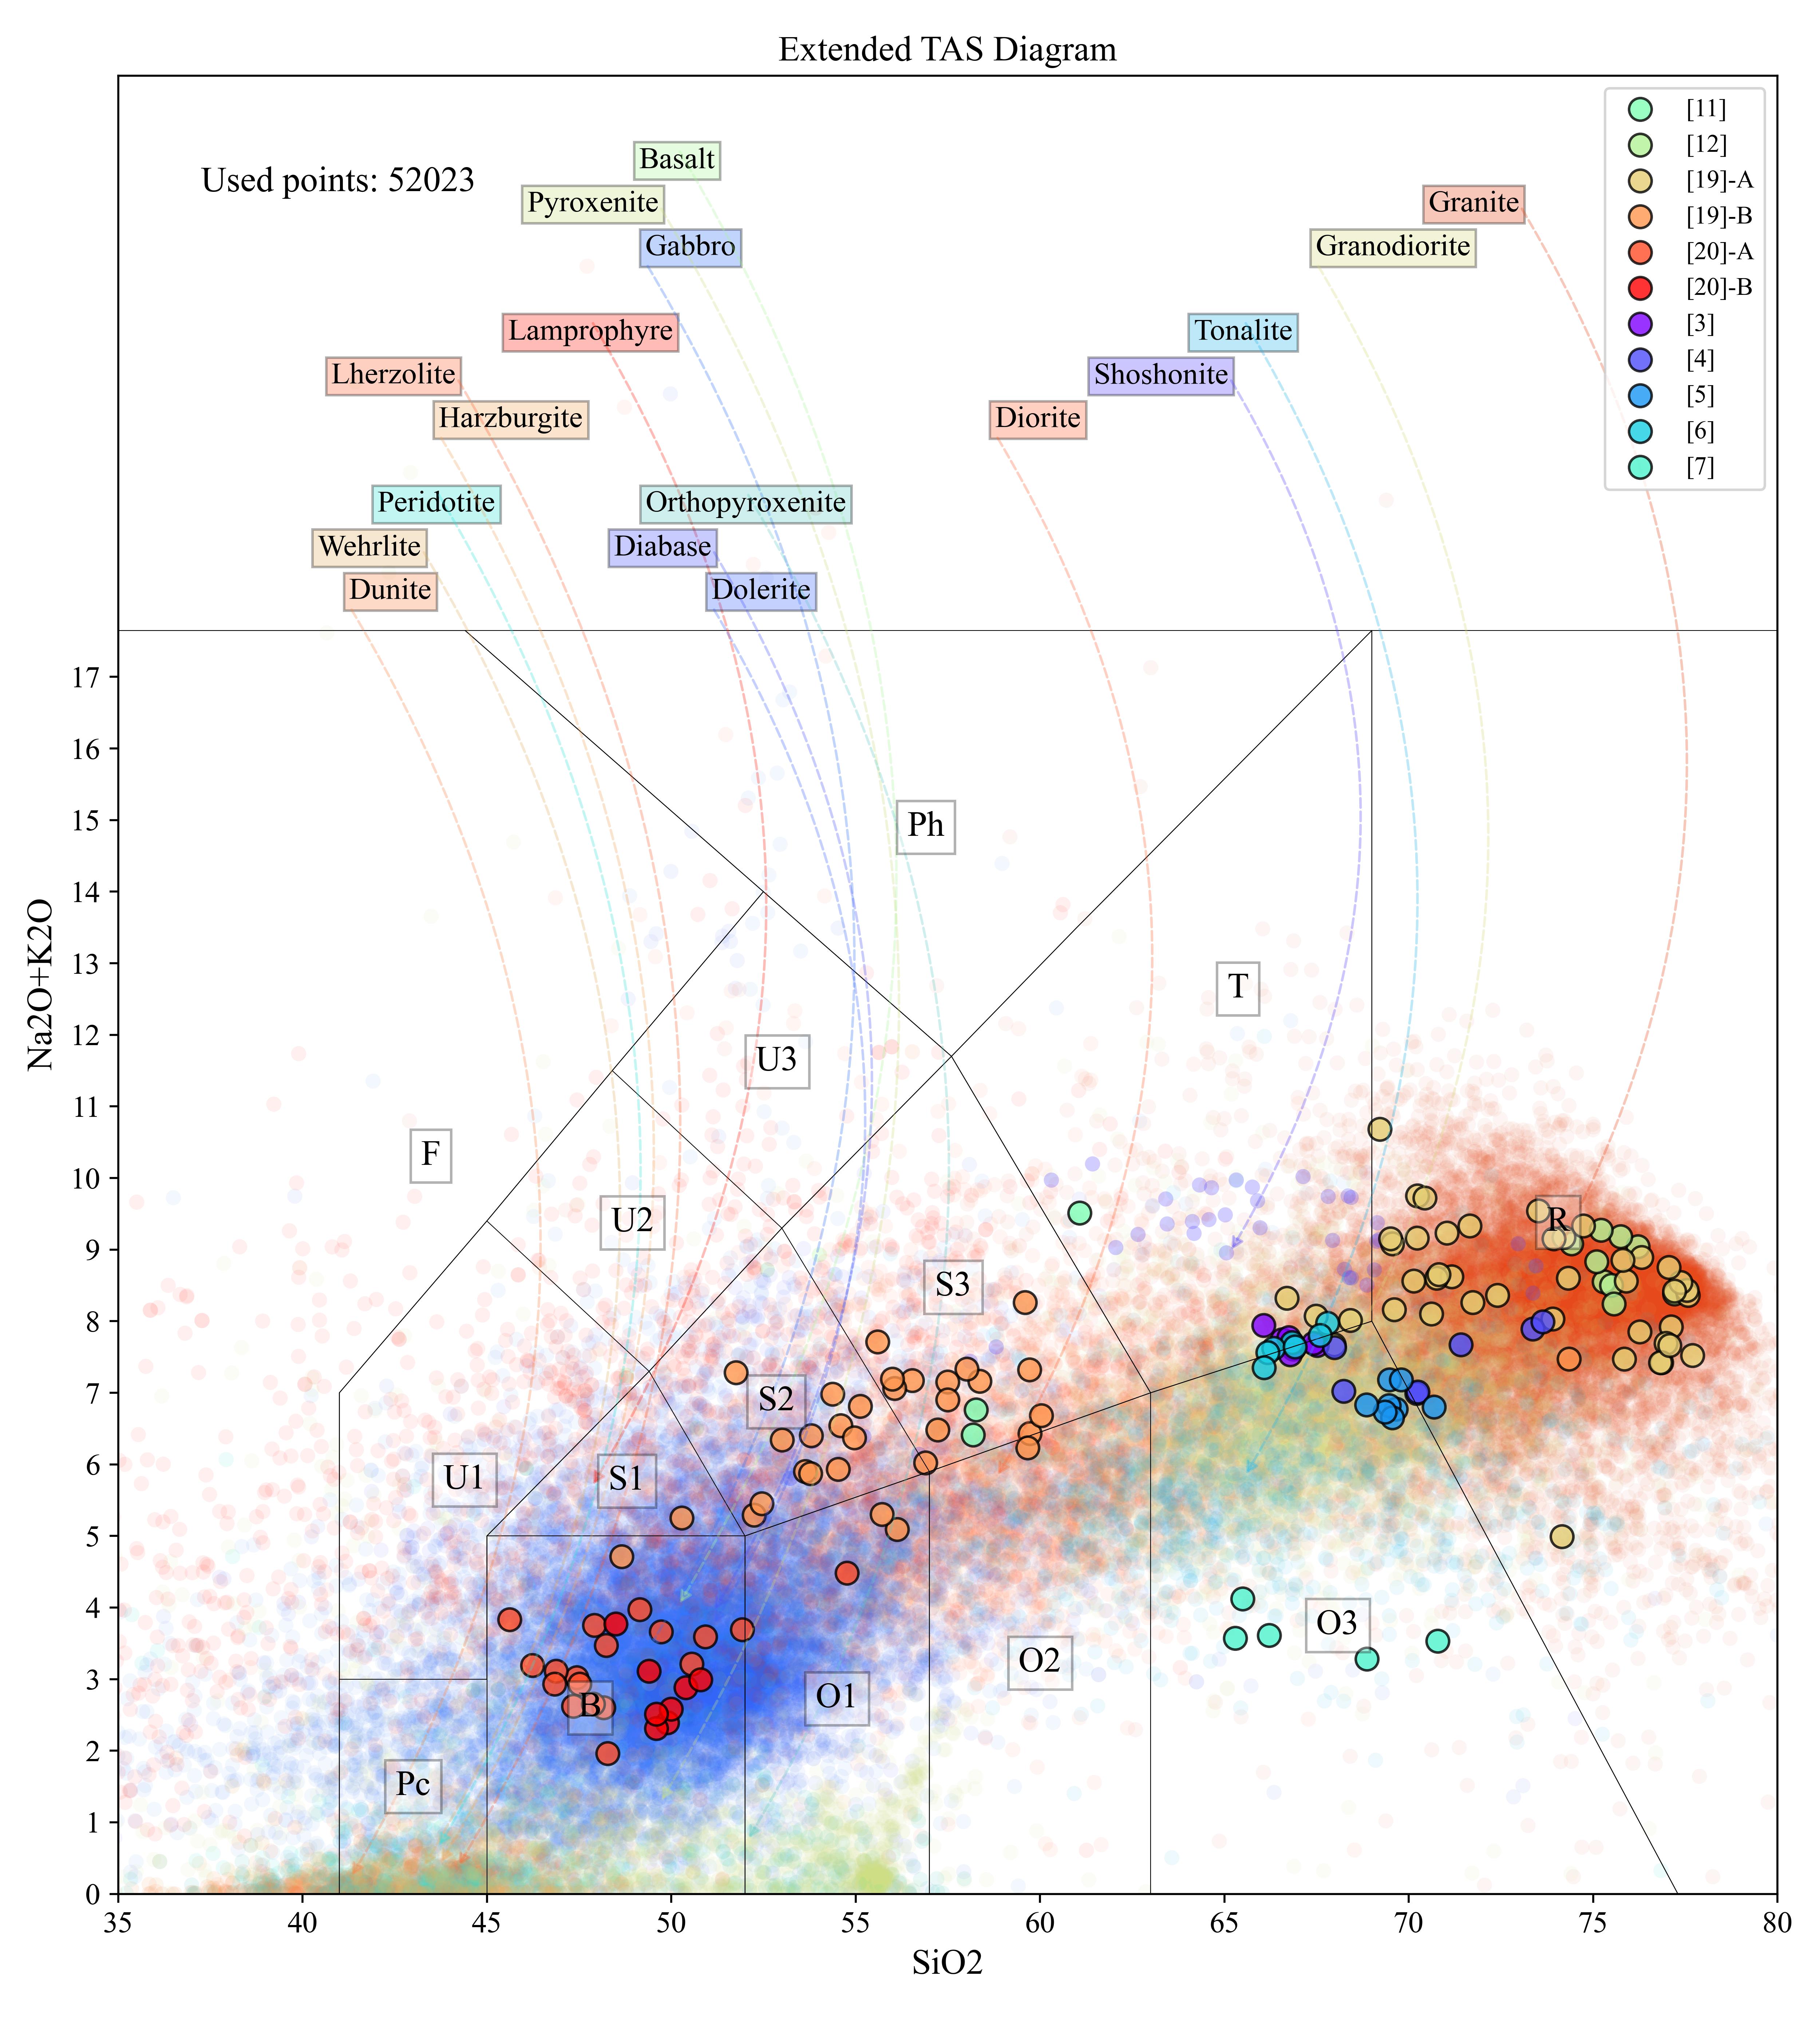 Extended TAS Diagram
Used points: 52023
Basalt
Pyroxenite
Gabbro
Granite
Granodiorite
Lamprophyre
Tonalite
Lherzolite
Shoshonite
Harzburgite
Diorite
Peridotite
Orthopyroxenite
Wehrlite
Diabase
Dunite
Dolerite
[11]
[12]
[19]-A
[19]-B
[20]-A
[20]-B
[3]
[4]
[5]
[6]
[7]
Ph
T
U3
F
U2
R
S3
S2
U1
S1
O3
O2
B
O1
Pc
Na2O+K2O
17
16
15
14
13
12
11
10
9
8
7
6
5
4
3
2
1
0
35 40 45 50 55 60 65 70 75 80
SiO2